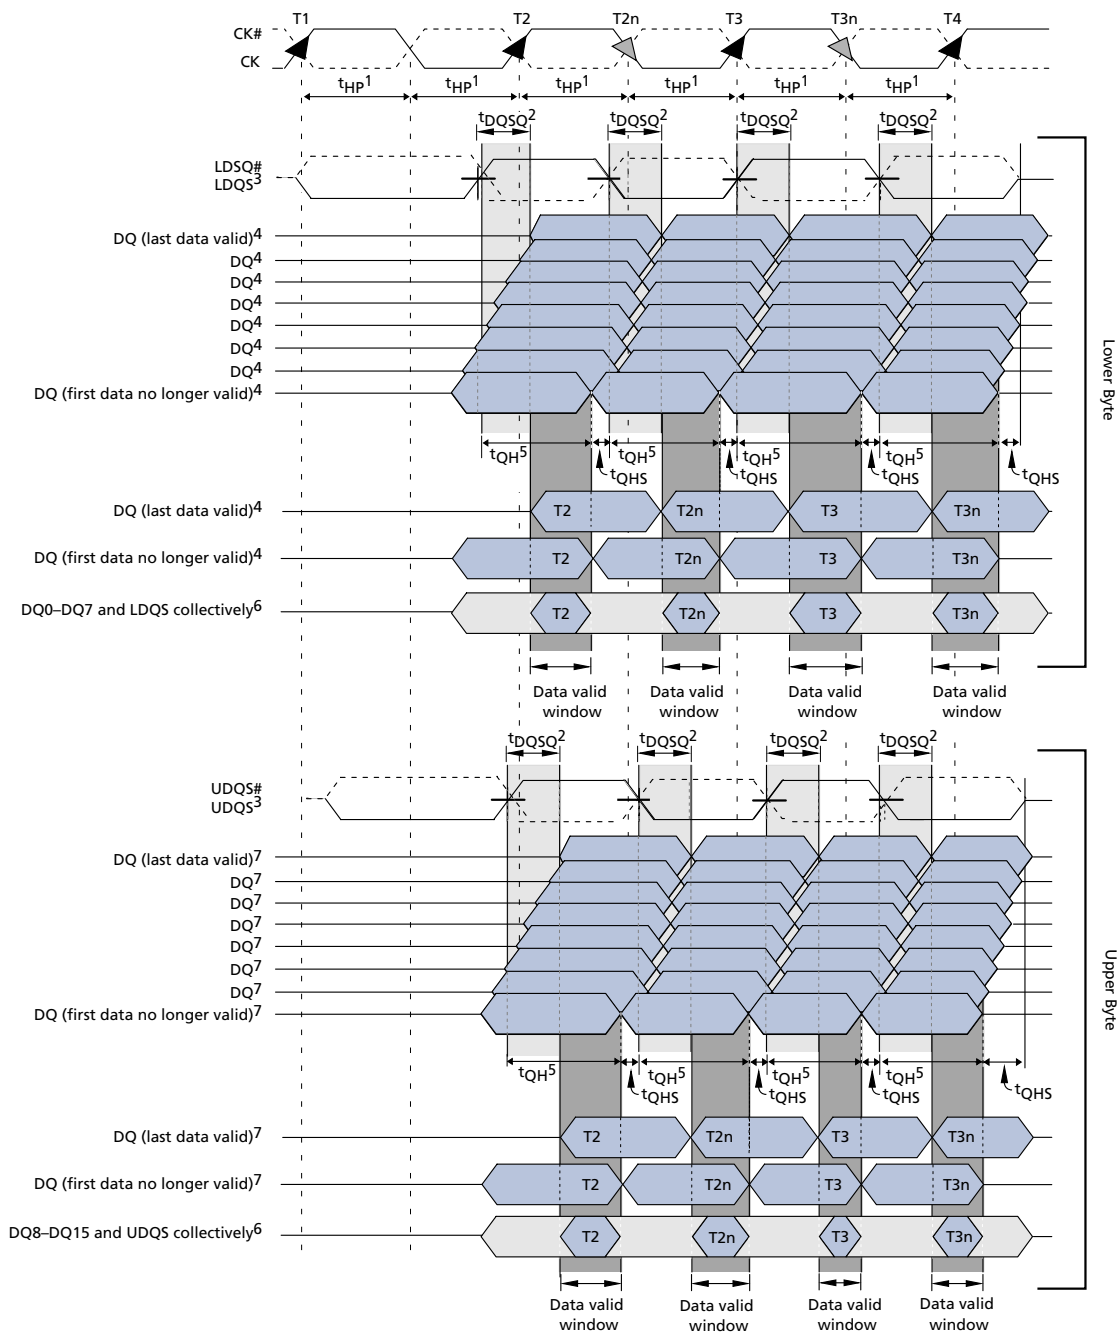 T1 T2 T2n T3 T3n T4
CK#
CK
tHP1 tHP1 tHP1 tHP1 tHP1 tHP1
tDQSQ2 tDQSQ2 tDQSQ2 tDQSQ2
LDSQ#
LDQS3
DQ (last data valid)4
DQ4
DQ4
DQ4
DQ4
DQ4
DQ4
DQ (first data no longer valid)4
Lower Byte
tQH5 tQH5 tQH5 tQH5
tQHS tQHS tQHS tQHS
DQ (last data valid)4 T2 T2n T3 T3n
DQ (first data no longer valid)4 T2 T2n T3 T3n
DQ0–DQ7 and LDQS collectively6 T2 T2n T3 T3n
Data valid Data valid Data valid Data valid
window window window window
tDQSQ2 tDQSQ2 tDQSQ2 tDQSQ2
UDQS#
UDQS3
DQ (last data valid)7
DQ7
DQ7
DQ7
DQ7
DQ7
DQ7
DQ (first data no longer valid)7
Upper Byte
tQH5 tQH5 tQH5 tQH5
tQHS tQHS tQHS tQHS
DQ (last data valid)7 T2 T2n T3 T3n
DQ (first data no longer valid)7 T2 T2n T3 T3n
DQ8–DQ15 and UDQS collectively6 T2 T2n T3 T3n
Data valid Data valid Data valid Data valid
window window window window